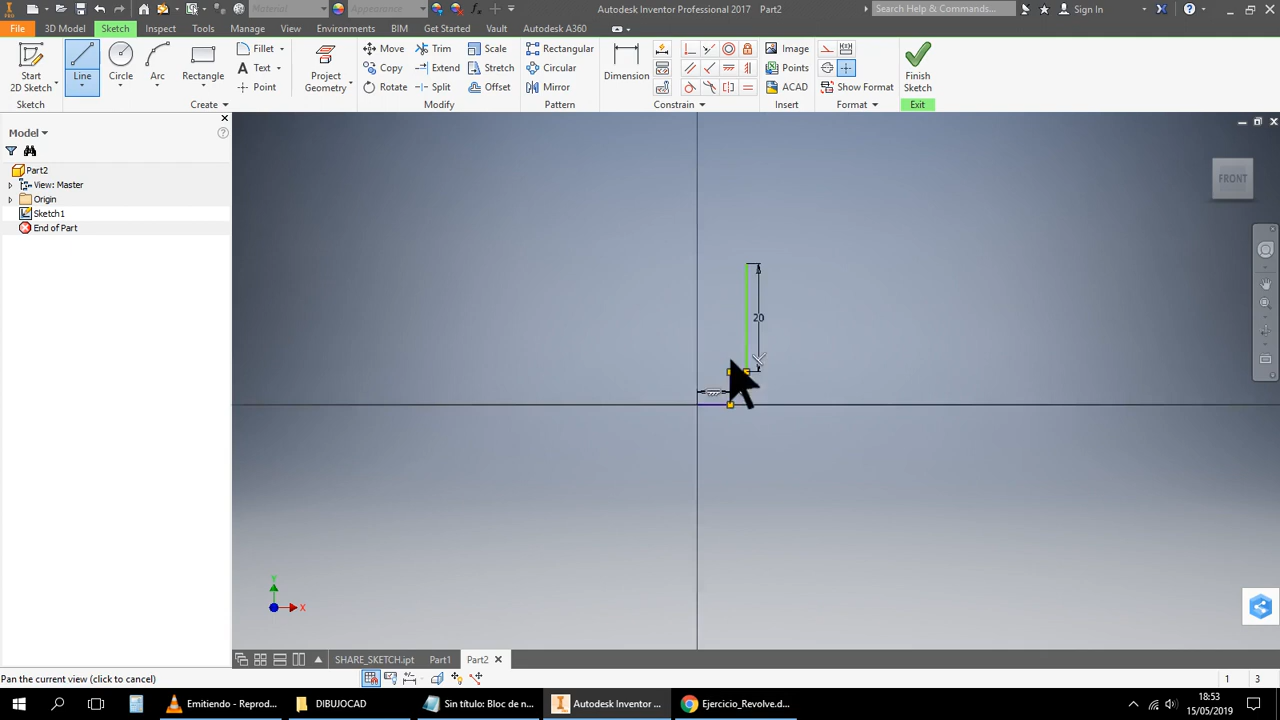 Material
Appearance
Autodesk Inventor Professional 2017 Part2
Search Help & Commands...
Sign In
PRO
File
3D Model
Sketch
Inspect
Tools
Manage
View
Environments
BIM
Get Started
Vault
Autodesk A360
Start
2D Sketch
Line
Circle
Arc
Rectangle
Fillet
Text
Point
Project
Geometry
Move
Copy
Rotate
Trim
Extend
Split
Scale
Stretch
Offset
Rectangular
Circular
Mirror
Dimension
Image
Points
ACAD
Show Format
Finish
Sketch
Sketch
Create
Modify
Pattern
Constrain
Insert
Format
Exit
Model
Part2
View: Master
Origin
Sketch1
End of Part
FRONT
20
Y
X
SHARE_SKETCH.ipt
Part1
Part2
Pan the current view (click to cancel)
1
3
Emitiendo - Reprod...
DIBUJOCAD
Sin título: Bloc de n...
Autodesk Inventor ...
Ejercicio_Revolve.d...
18:53
15/05/2019